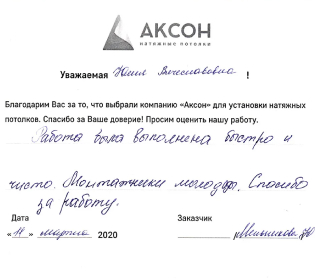 АКСОН
натяжные потолки
Уважаемая Юлия Вячеславовна !
Благодарим Вас за то, что выбрали компанию «Аксон» для установки натяжных
потолков. Спасибо за Ваше доверие! Просим оценить нашу работу.
Работа была выполнена быстро и
чисто. Монтажники молодцы. Спасибо
за работу.
Дата Заказчик
«11» марта 2020